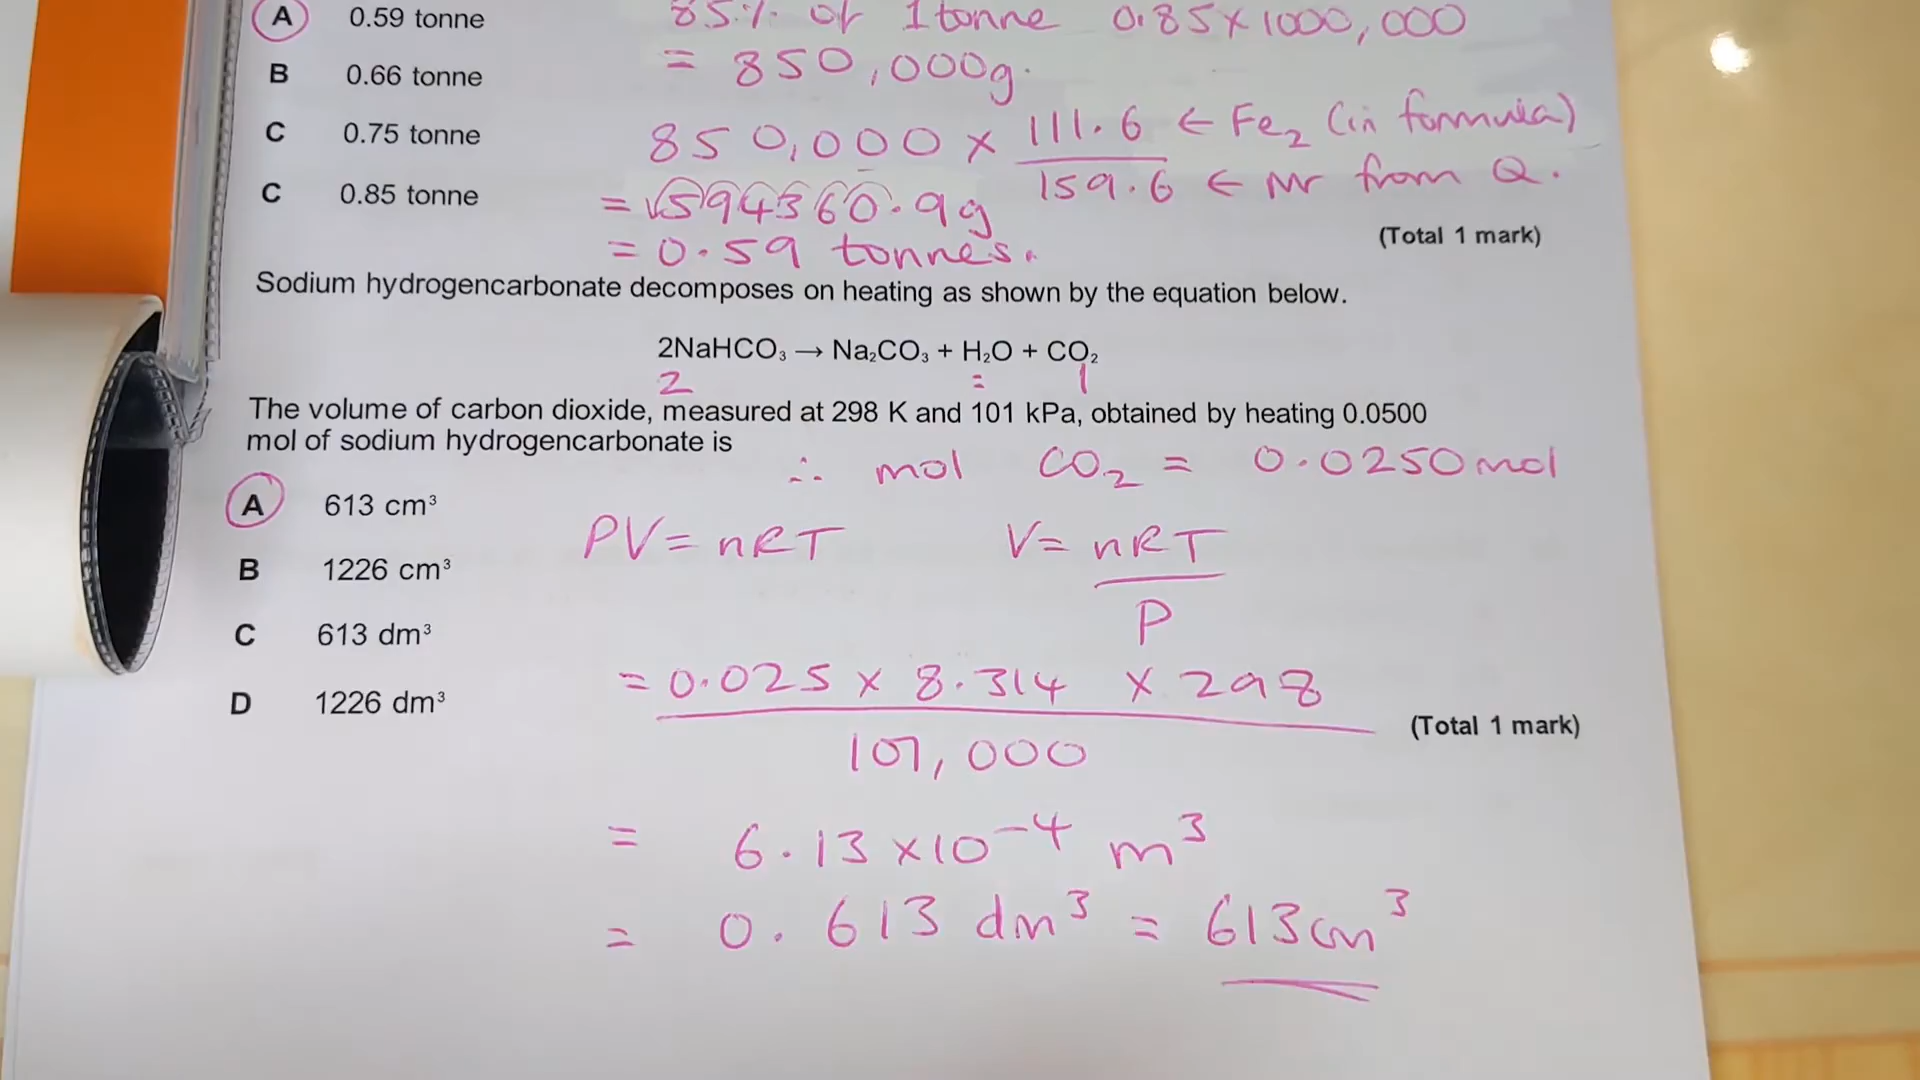 A 0.59 tonne 85% of 1 tonne 0.85 x 1000,000
B 0.66 tonne = 850,000g.
C 0.75 tonne 850,000 x 111.6 ← Fe₂ (in formula)
159.6 ← Mr from Q.
C 0.85 tonne = 594360.9g
= 0.59 tonnes.
(Total 1 mark)
Sodium hydrogencarbonate decomposes on heating as shown by the equation below.
2NaHCO₃ → Na₂CO₃ + H₂O + CO₂
2 = 1
The volume of carbon dioxide, measured at 298 K and 101 kPa, obtained by heating 0.0500
mol of sodium hydrogencarbonate is
∴ mol CO₂ = 0.0250 mol
A 613 cm³
PV = nRT V = nRT
P
B 1226 cm³
C 613 dm³
D 1226 dm³
= 0.025 x 8.314 x 298
101,000
(Total 1 mark)
= 6.13 x 10⁻⁴ m³
= 0.613 dm³ = 613cm³